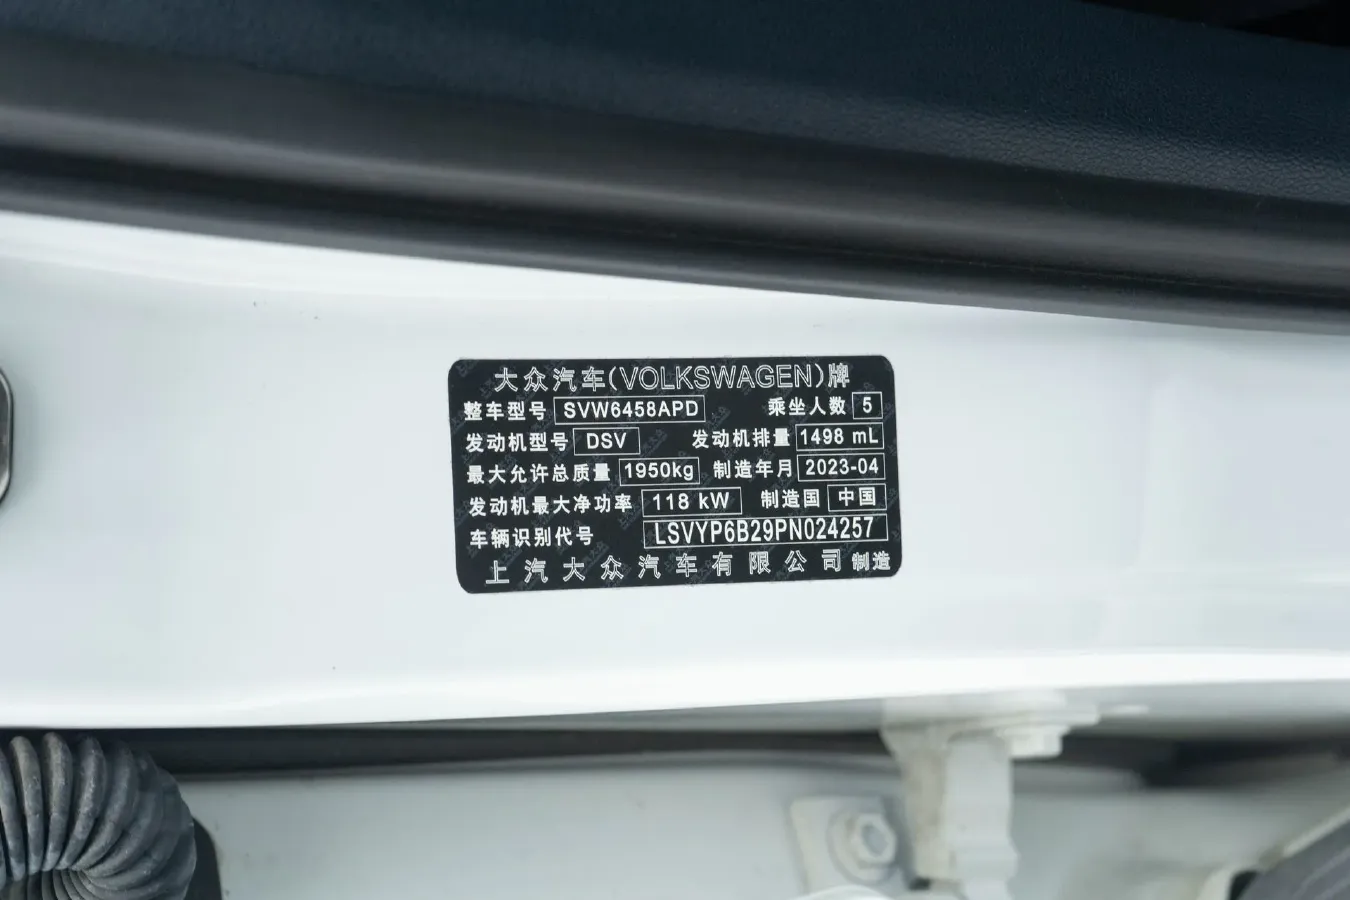 大众汽车(VOLKSWAGEN)牌
整车型号 SVW6458APD 乘坐人数 5
发动机型号 DSV 发动机排量 1498 mL
最大允许总质量 1950kg 制造年月 2023-04
发动机最大净功率 118 kW 制造国 中国
车辆识别代号 LSVYP6B29PN024257
上汽大众汽车有限公司 制造